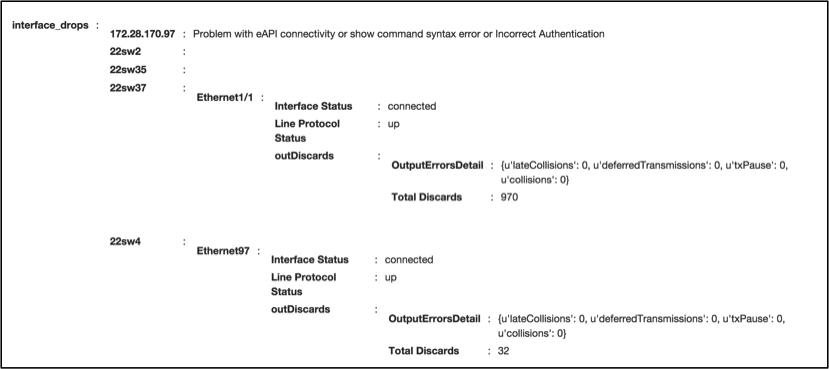 interface_drops :
172.28.170.97 : Problem with eAPI connectivity or show command syntax error or Incorrect Authentication
22sw2 :
22sw35 :
22sw37 :
Ethernet1/1 :
Interface Status : connected
Line Protocol : up
Status
outDiscards :
OutputErrorsDetail : {u'lateCollisions': 0, u'deferredTransmissions': 0, u'txPause': 0,
u'collisions': 0}
Total Discards : 970
22sw4 :
Ethernet97 :
Interface Status : connected
Line Protocol : up
Status
outDiscards :
OutputErrorsDetail : {u'lateCollisions': 0, u'deferredTransmissions': 0, u'txPause': 0,
u'collisions': 0}
Total Discards : 32